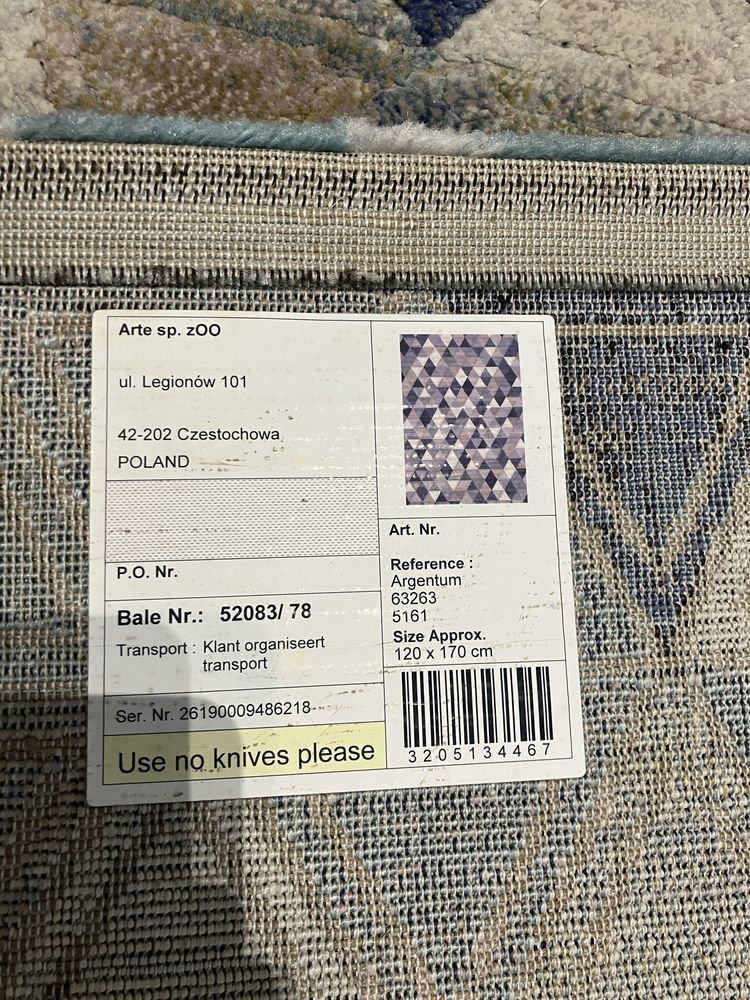 Arte sp. zOO
ul. Legionów 101
42-202 Czestochowa
POLAND
P.O. Nr.
Bale Nr.: 52083/ 78
Transport : Klant organiseert
transport
Ser. Nr. 26190009486218
Use no knives please
Art. Nr.
Reference :
Argentum
63263
5161
Size Approx.
120 x 170 cm
3205134467